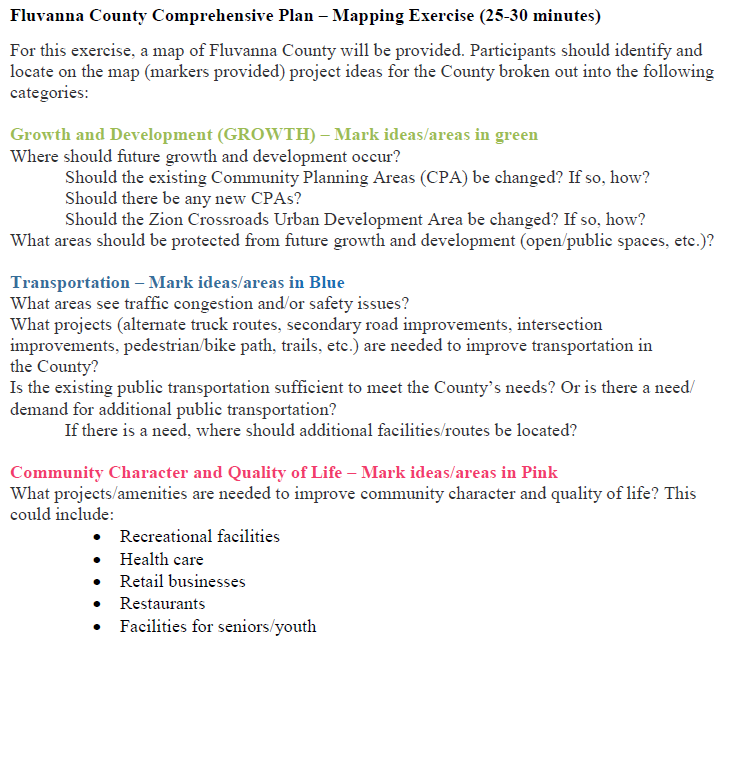 Fluvanna County Comprehensive Plan – Mapping Exercise (25-30 minutes)
For this exercise, a map of Fluvanna County will be provided. Participants should identify and
locate on the map (markers provided) project ideas for the County broken out into the following
categories:
Growth and Development (GROWTH) – Mark ideas/areas in green
Where should future growth and development occur?
Should the existing Community Planning Areas (CPA) be changed? If so, how?
Should there be any new CPAs?
Should the Zion Crossroads Urban Development Area be changed? If so, how?
What areas should be protected from future growth and development (open/public spaces, etc.)?
Transportation – Mark ideas/areas in Blue
What areas see traffic congestion and/or safety issues?
What projects (alternate truck routes, secondary road improvements, intersection
improvements, pedestrian/bike path, trails, etc.) are needed to improve transportation in
the County?
Is the existing public transportation sufficient to meet the County’s needs? Or is there a need/
demand for additional public transportation?
If there is a need, where should additional facilities/routes be located?
Community Character and Quality of Life – Mark ideas/areas in Pink
What projects/amenities are needed to improve community character and quality of life? This
could include:
• Recreational facilities
• Health care
• Retail businesses
• Restaurants
• Facilities for seniors/youth